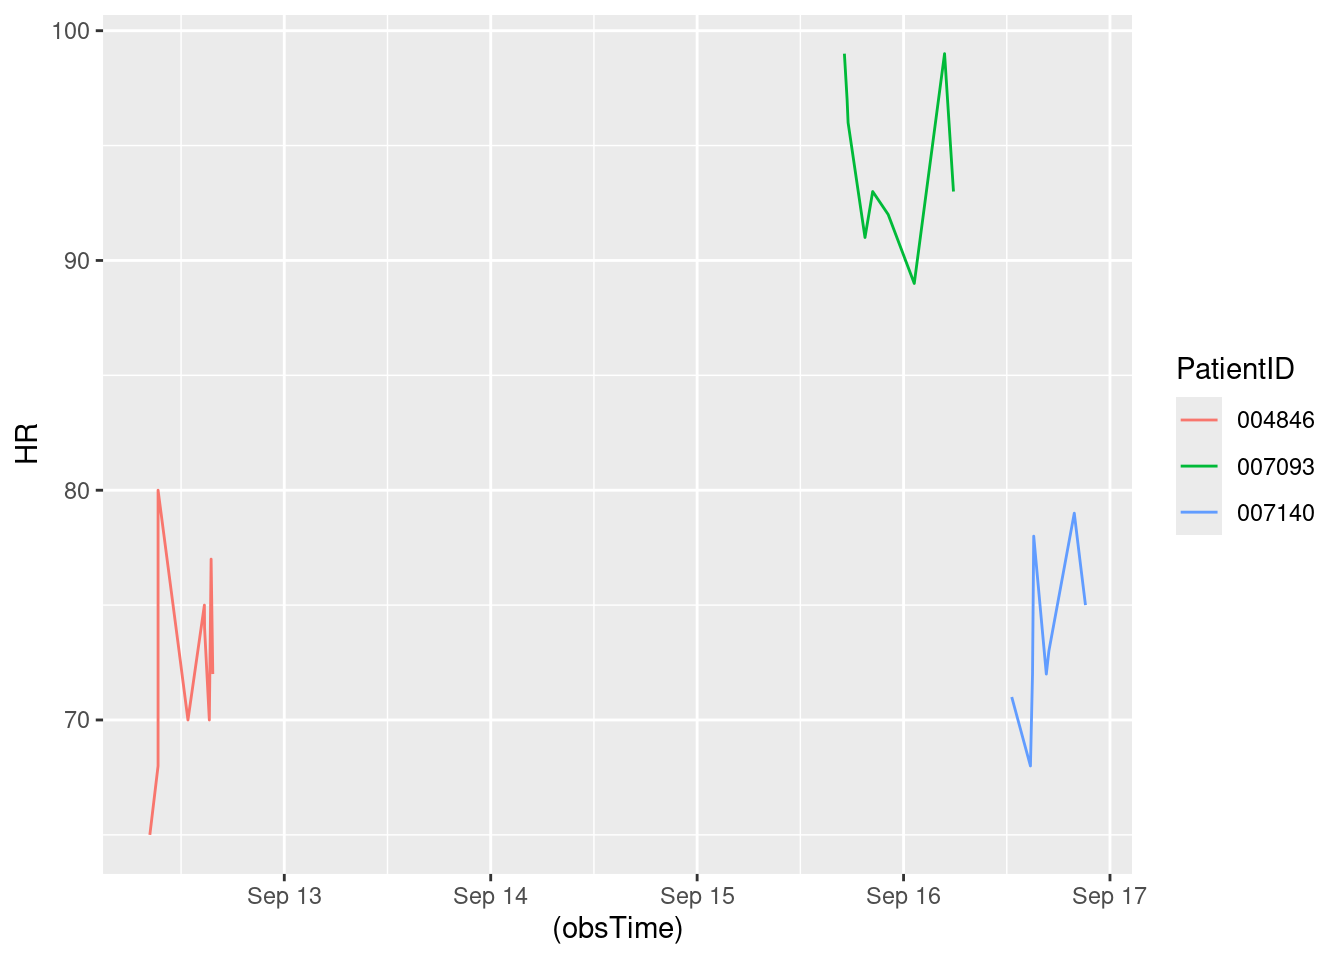 100
90
80
70
HR
Sep 13
Sep 14
Sep 15
Sep 16
Sep 17
(obsTime)
PatientID
004846
007093
007140